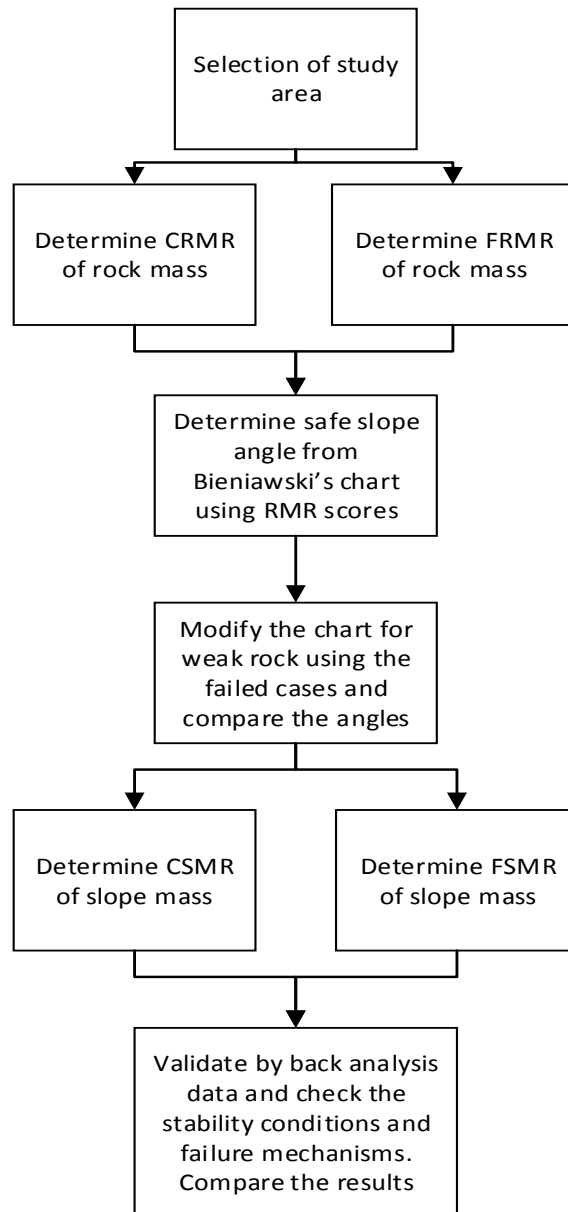 Selection of study
area
Determine CRMR
of rock mass
Determine FRMR
of rock mass
Determine safe slope
angle from
Bieniawski’s chart
using RMR scores
Modify the chart for
weak rock using the
failed cases and
compare the angles
Determine CSMR
of slope mass
Determine FSMR
of slope mass
Validate by back analysis
data and check the
stability conditions and
failure mechanisms.
Compare the results